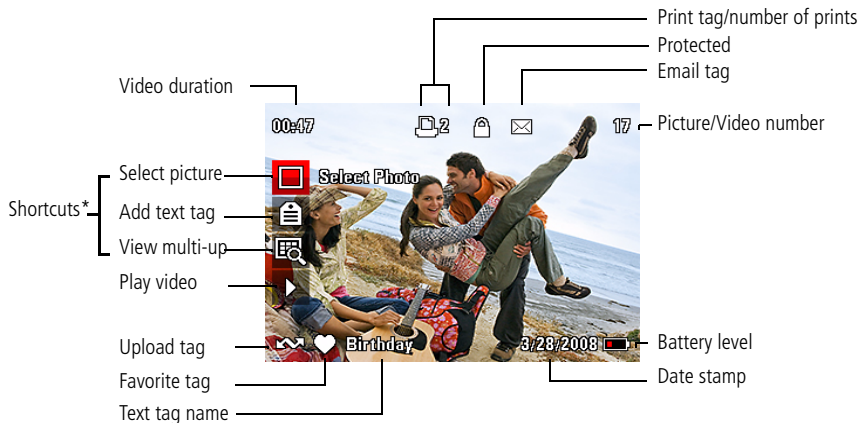 Print tag/number of prints
Protected
Email tag
Video duration
00:47
2
17
Picture/Video number
Select picture
Select Photo
Shortcuts*
Add text tag
View multi-up
Play video
Upload tag
Birthday
3/28/2008
Battery level
Favorite tag
Date stamp
Text tag name